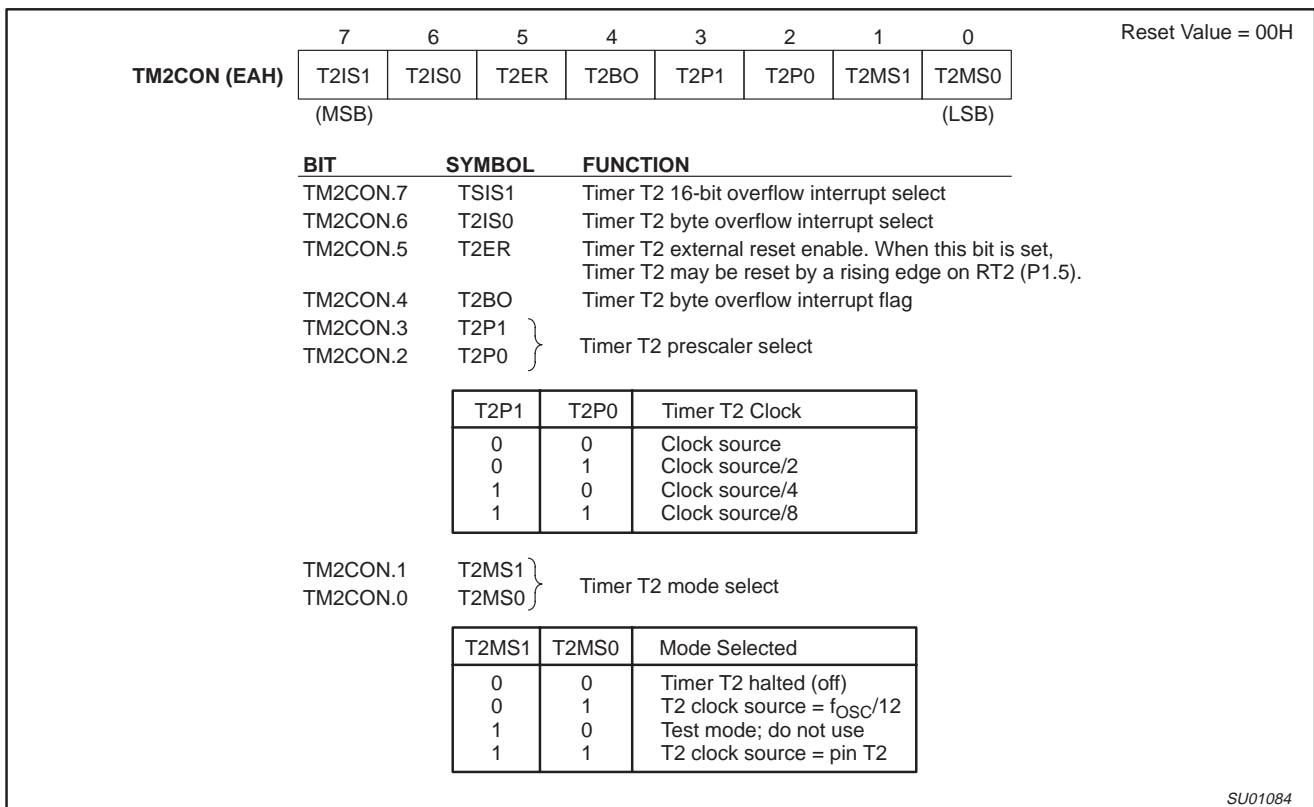 7 6 5 4 3 2 1 0 Reset Value = 00H
TM2CON (EAH) T2IS1 T2IS0 T2ER T2BO T2P1 T2P0 T2MS1 T2MS0
(MSB) (LSB)
BIT SYMBOL FUNCTION
TM2CON.7 TSIS1 Timer T2 16-bit overflow interrupt select
TM2CON.6 T2IS0 Timer T2 byte overflow interrupt select
TM2CON.5 T2ER Timer T2 external reset enable. When this bit is set,
Timer T2 may be reset by a rising edge on RT2 (P1.5).
TM2CON.4 T2BO Timer T2 byte overflow interrupt flag
TM2CON.3 T2P1
Timer T2 prescaler select
TM2CON.2 T2P0
T2P1 T2P0 Timer T2 Clock
0 0 Clock source
0 1 Clock source/2
1 0 Clock source/4
1 1 Clock source/8
TM2CON.1 T2MS1
Timer T2 mode select
TM2CON.0 T2MS0
T2MS1 T2MS0 Mode Selected
0 0 Timer T2 halted (off)
0 1 T2 clock source = fOSC/12
1 0 Test mode; do not use
1 1 T2 clock source = pin T2
SU01084